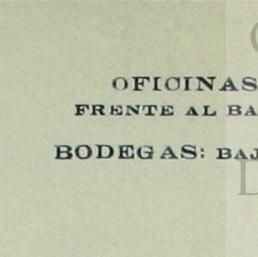 OFICINAS
FRENTE AL BA
BODEGAS: BAJ